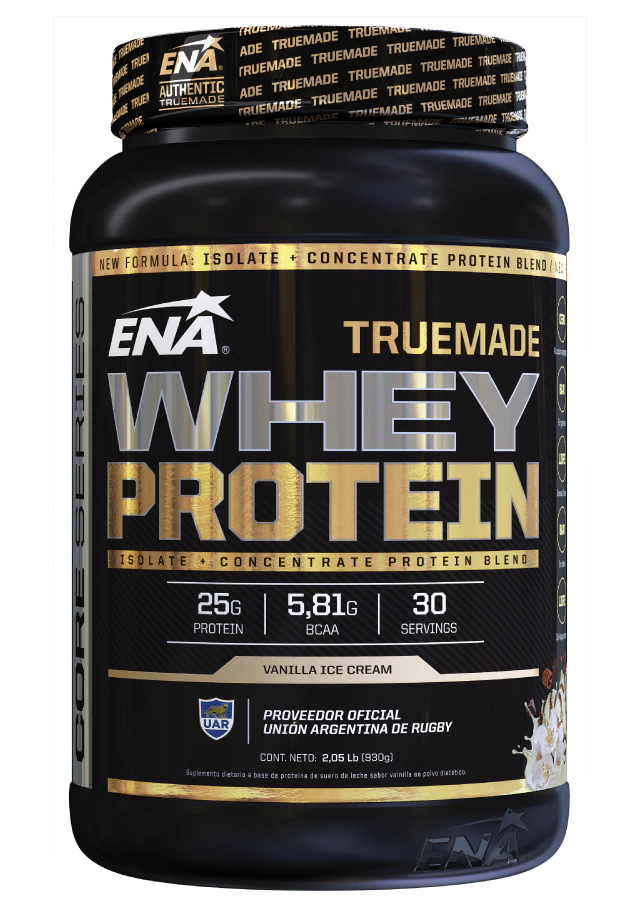 TRUEMADE TRUEMADE TRUEMADE TRUEMADE
ENA
AUTHENTIC
TRUEMADE
NEW FORMULA: ISOLATE + CONCENTRATE PROTEIN BLEND /
CORE SERIES
ENA®
TRUEMADE
WHEY
PROTEIN
ISOLATE + CONCENTRATE PROTEIN BLEND
25G
PROTEIN
5,81G
BCAA
30
SERVINGS
VANILLA ICE CREAM
UAR
PROVEEDOR OFICIAL
UNIÓN ARGENTINA DE RUGBY
CONT. NETO: 2,05 Lb (930g)
Suplemento dietario a base de proteína de suero de leche sabor vainilla en polvo dietético.
ENA